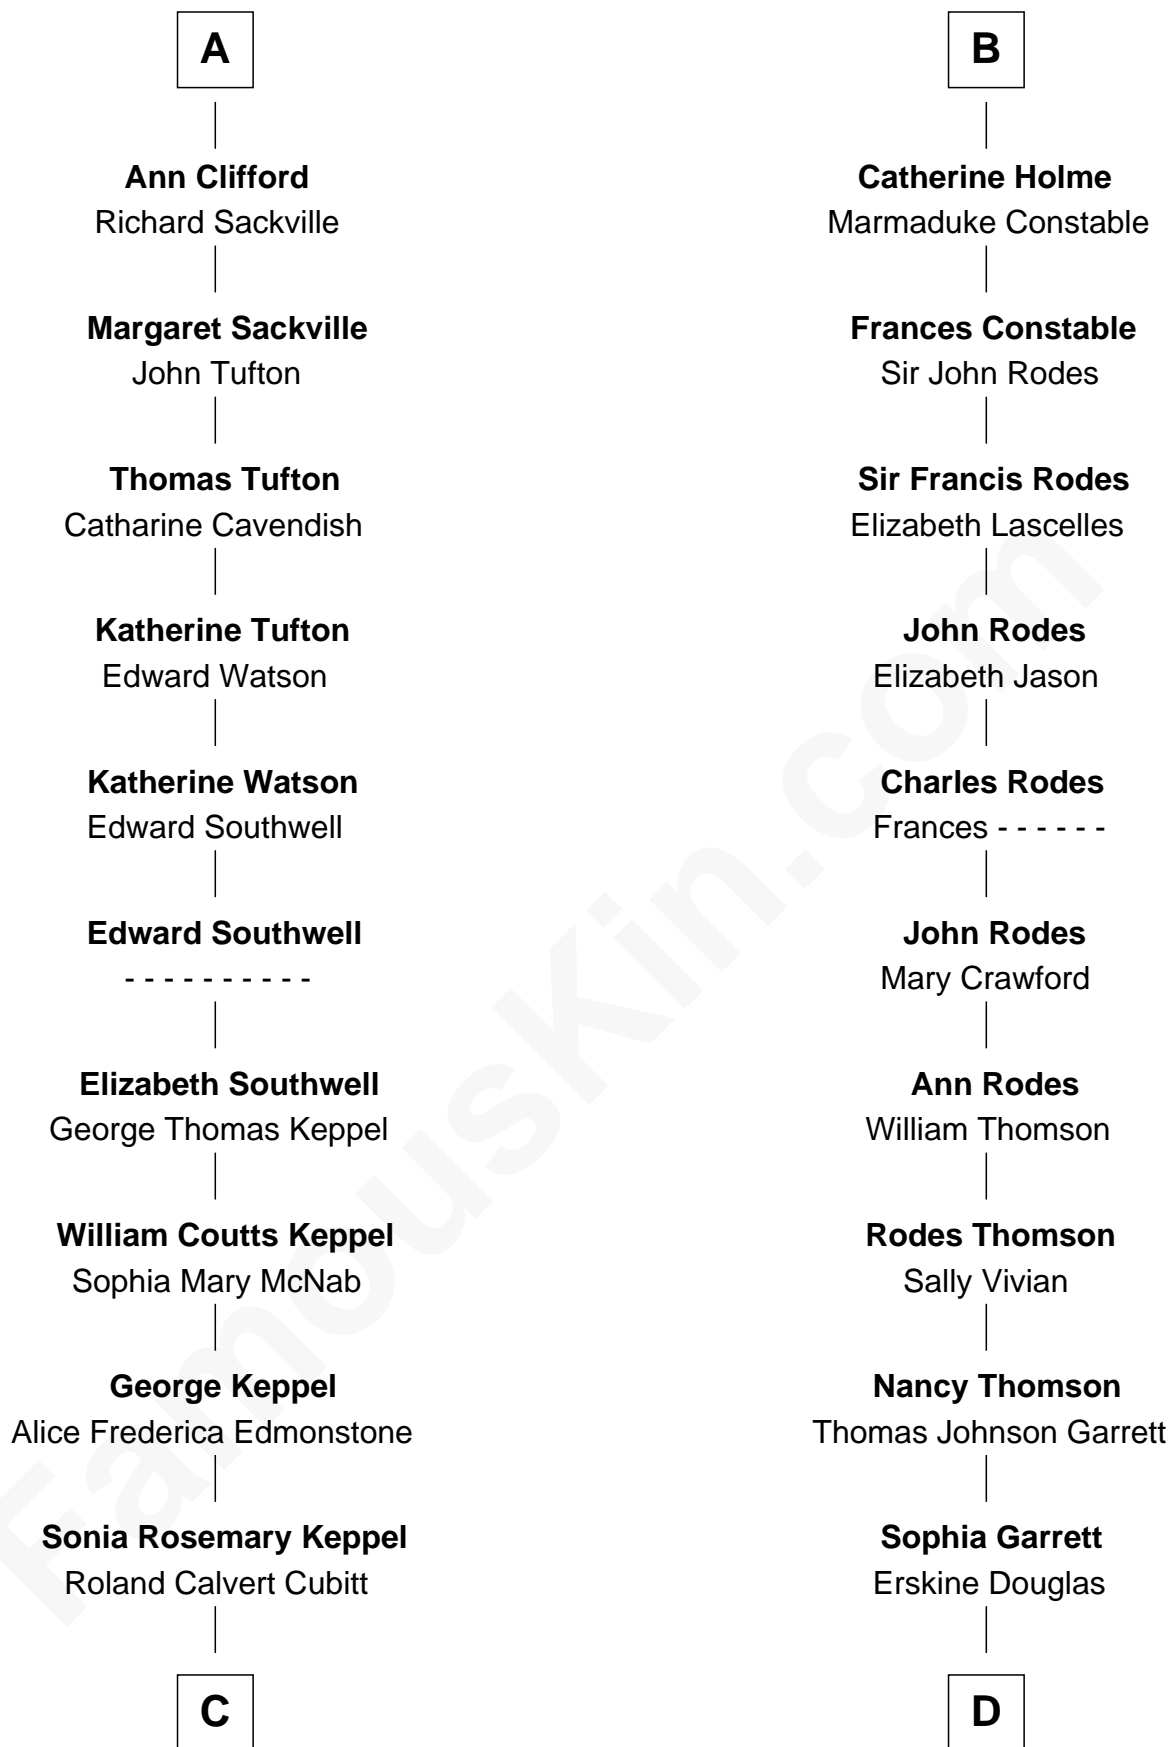 A
Ann Clifford
Richard Sackville
Margaret Sackville
John Tufton
Thomas Tufton
Catharine Cavendish
Katherine Tufton
Edward Watson
Katherine Watson
Edward Southwell
Edward Southwell
- - - - - - - - - -
Elizabeth Southwell
George Thomas Keppel
William Coutts Keppel
Sophia Mary McNab
George Keppel
Alice Frederica Edmonstone
Sonia Rosemary Keppel
Roland Calvert Cubitt
C
B
Catherine Holme
Marmaduke Constable
Frances Constable
Sir John Rodes
Sir Francis Rodes
Elizabeth Lascelles
John Rodes
Elizabeth Jason
Charles Rodes
Frances - - - - - -
John Rodes
Mary Crawford
Ann Rodes
William Thomson
Rodes Thomson
Sally Vivian
Nancy Thomson
Thomas Johnson Garrett
Sophia Garrett
Erskine Douglas
D
FamousKin.com